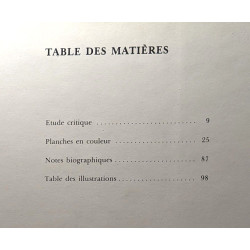 TABLE DES MATIÈRES
Etude critique . . . . . . . . . . . . . . . . . . . . . . . . 9
Planches en couleur . . . . . . . . . . . . . . . . . . . . 25
Notes biographiques . . . . . . . . . . . . . . . . . . . . 87
Table des illustrations . . . . . . . . . . . . . . . . . . 98